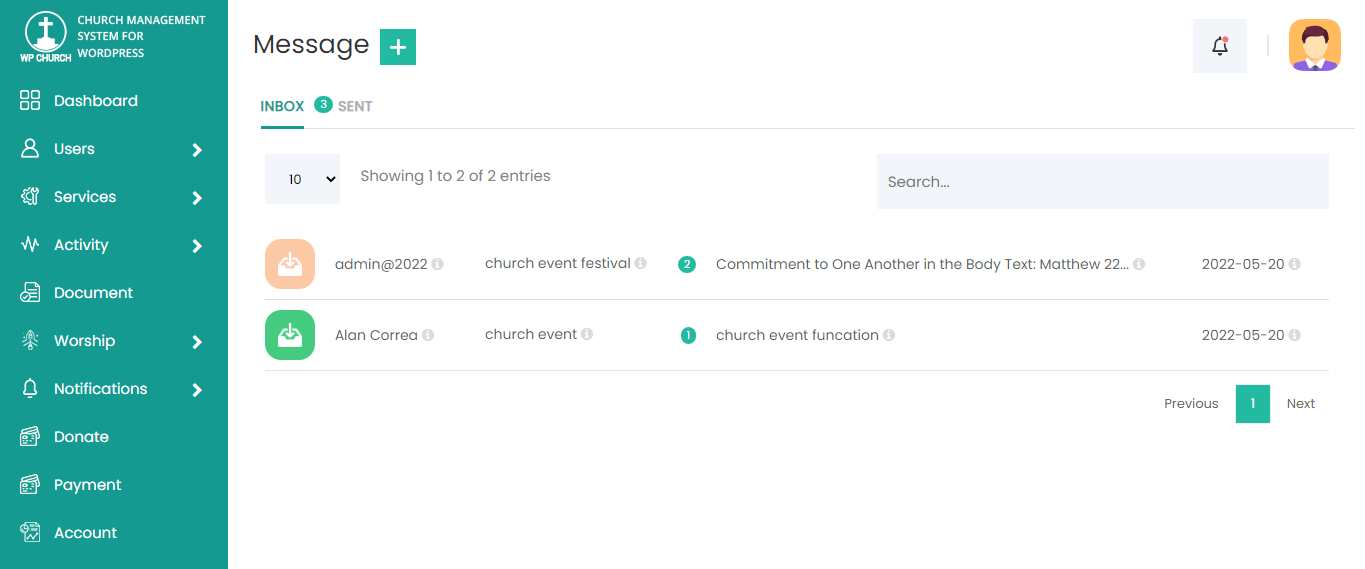 CHURCH MANAGEMENT
SYSTEM FOR
WORDPRESS
WP CHURCH
Dashboard
Users
Services
Activity
Document
Worship
Notifications
Donate
Payment
Account
Message +
INBOX 3 SENT
10 Showing 1 to 2 of 2 entries Search...
admin@2022 church event festival 2 Commitment to One Another in the Body Text: Matthew 22... 2022-05-20
Alan Correa church event 1 church event funcation 2022-05-20
Previous 1 Next